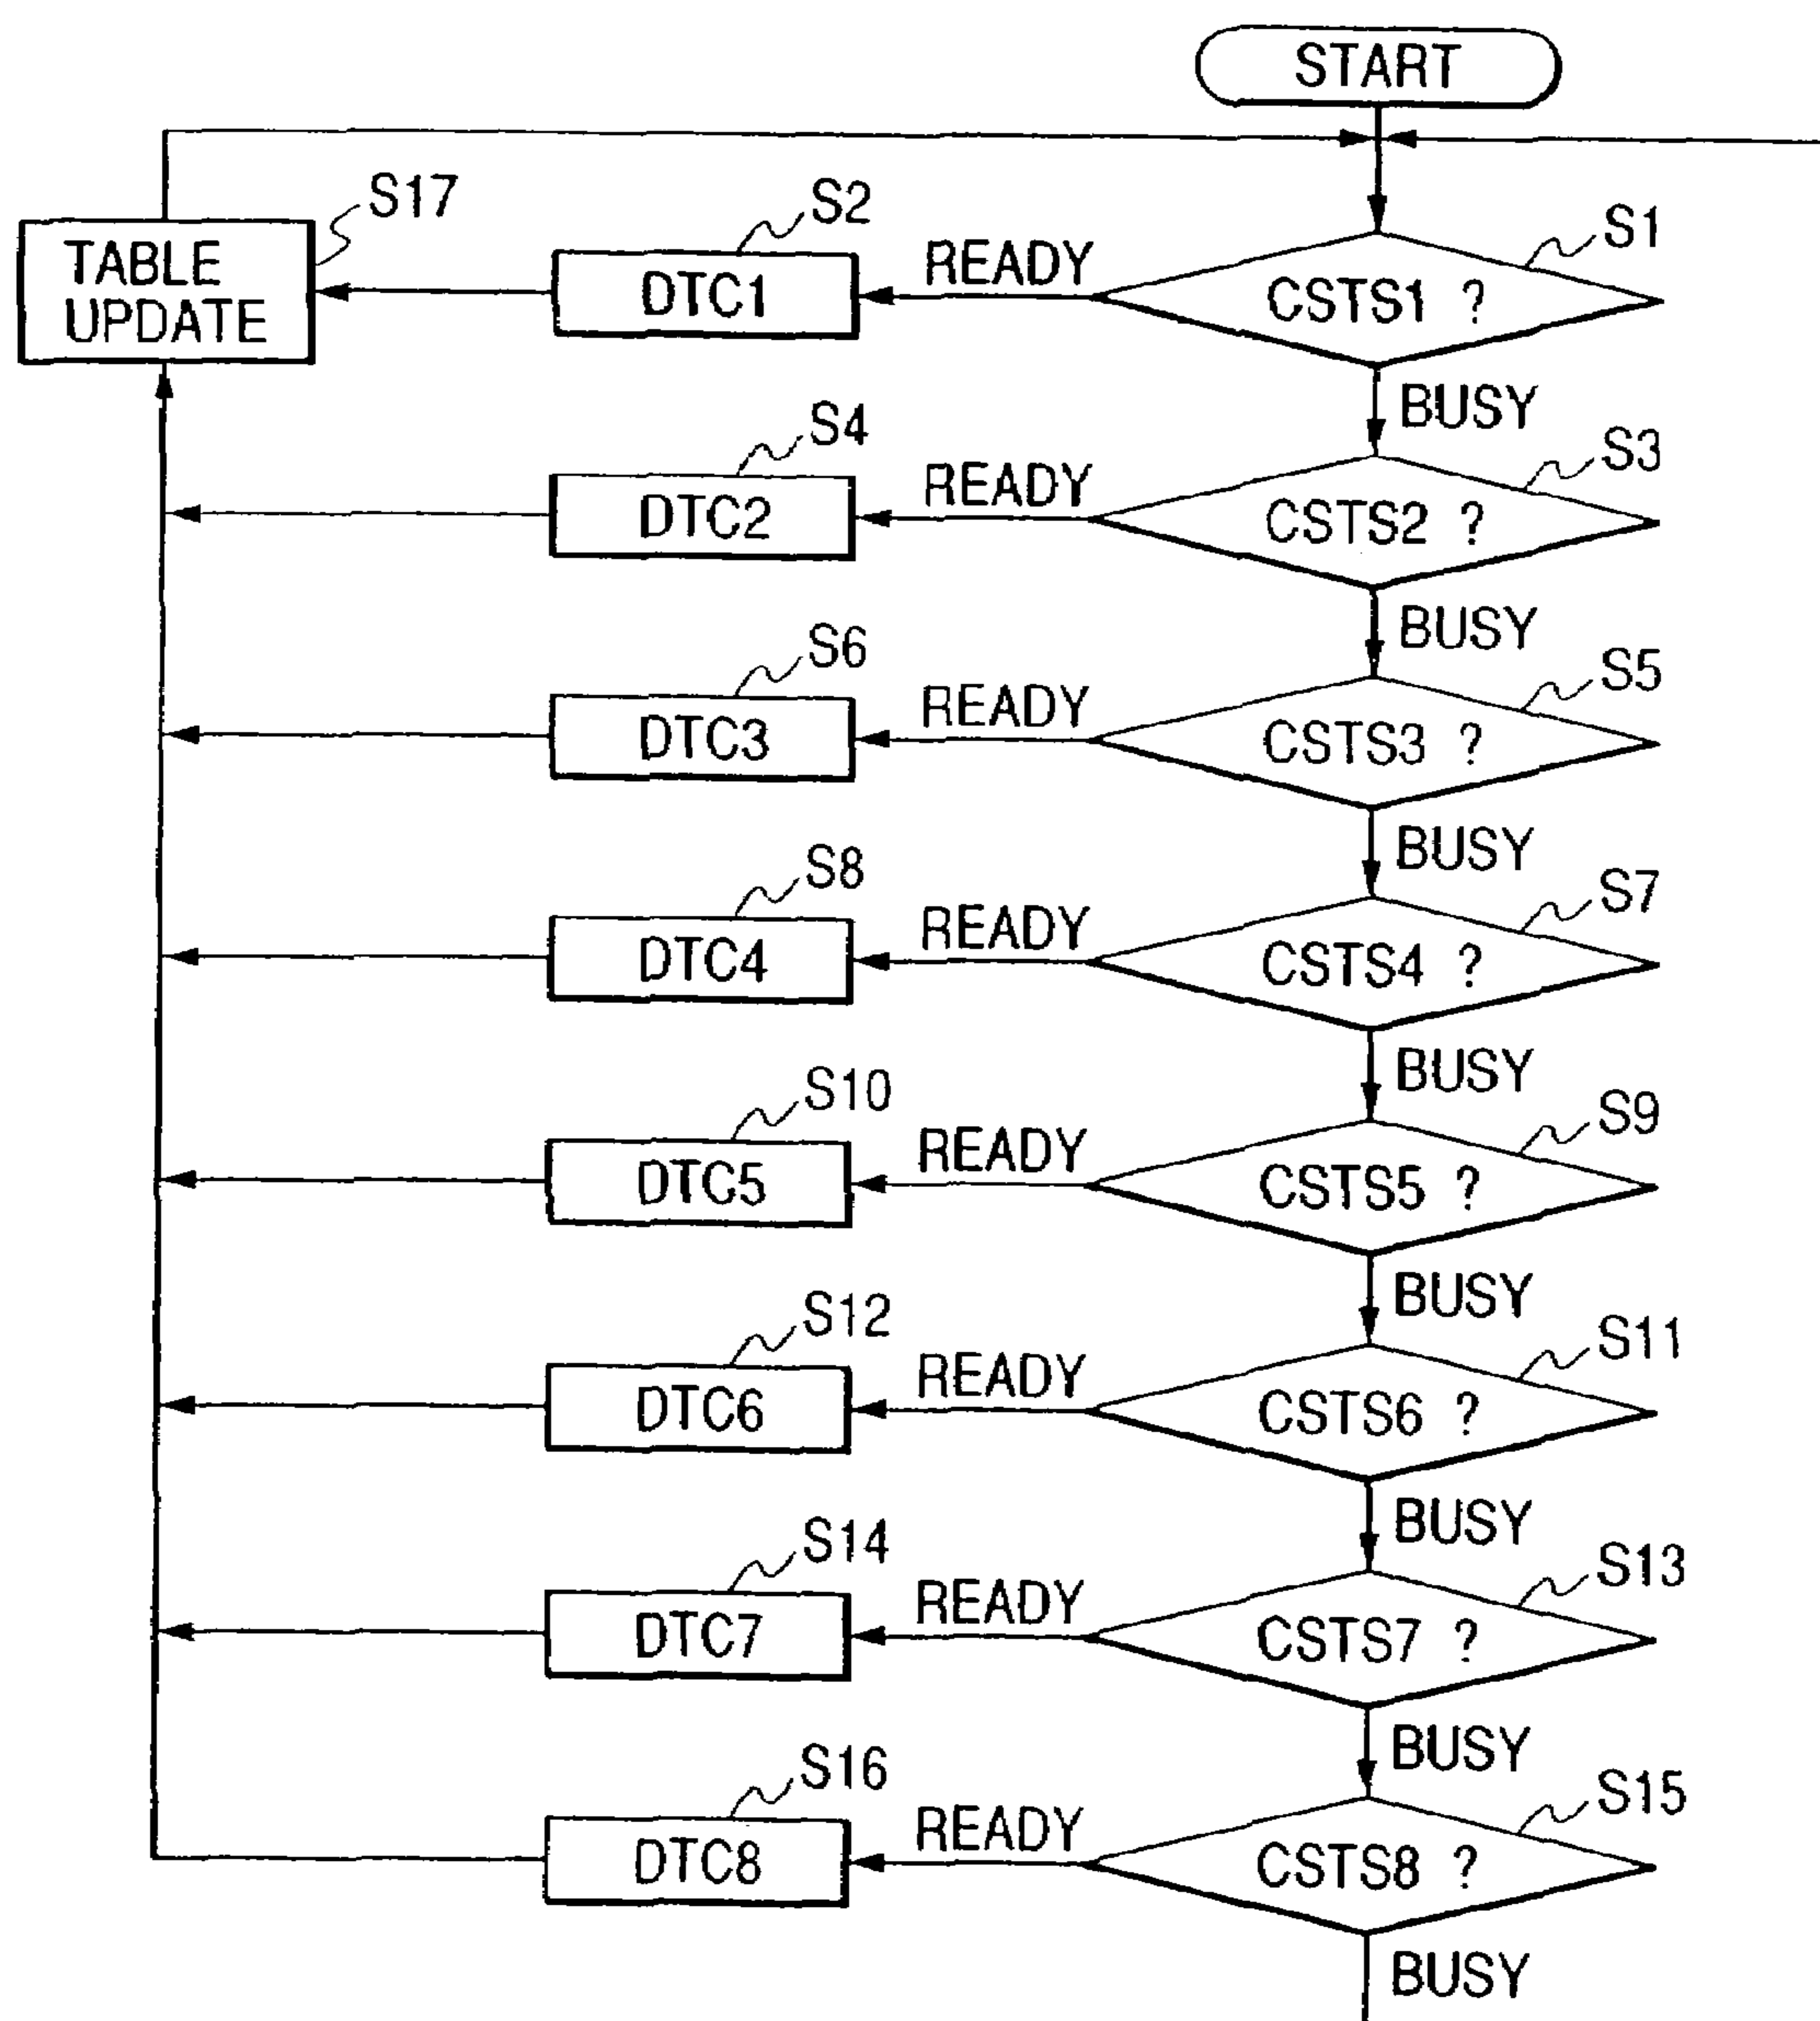 START
S17
TABLE
UPDATE
S2
DTC1
READY
S1
CSTS1 ?
BUSY
S4
DTC2
READY
S3
CSTS2 ?
BUSY
S6
DTC3
READY
S5
CSTS3 ?
BUSY
S8
DTC4
READY
S7
CSTS4 ?
BUSY
S10
DTC5
READY
S9
CSTS5 ?
BUSY
S12
DTC6
READY
S11
CSTS6 ?
BUSY
S14
DTC7
READY
S13
CSTS7 ?
BUSY
S16
DTC8
READY
S15
CSTS8 ?
BUSY